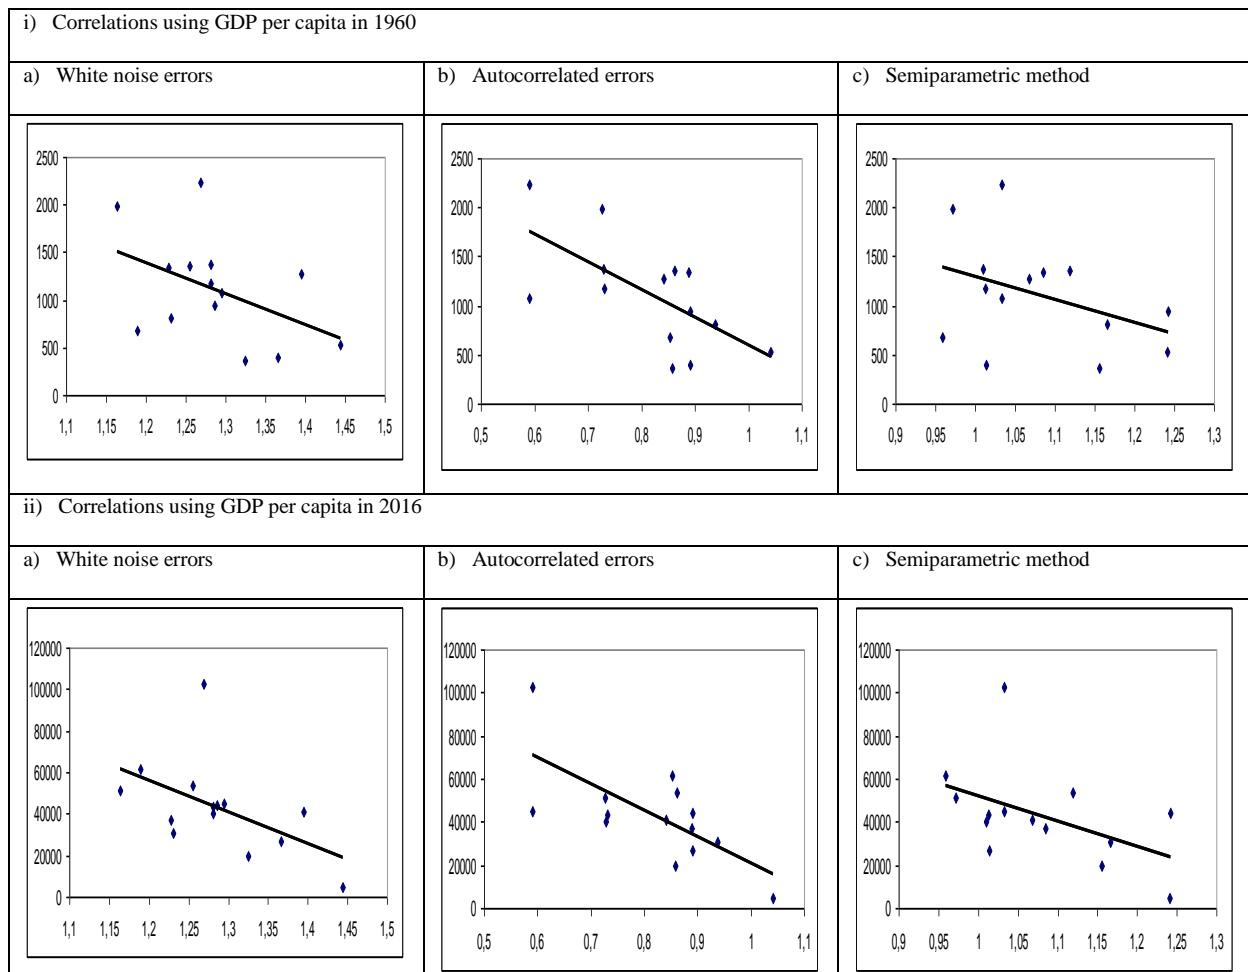 i) Correlations using GDP per capita in 1960
a) White noise errors
b) Autocorrelated errors
c) Semiparametric method
2500
2000
1500
1000
500
0
1,1 1,15 1,2 1,25 1,3 1,35 1,4 1,45 1,5
2500
2000
1500
1000
500
0
0,5 0,6 0,7 0,8 0,9 1 1,1
2500
2000
1500
1000
500
0
0,9 0,95 1 1,05 1,1 1,15 1,2 1,25 1,3
ii) Correlations using GDP per capita in 2016
a) White noise errors
b) Autocorrelated errors
c) Semiparametric method
120000
100000
80000
60000
40000
20000
0
1,1 1,15 1,2 1,25 1,3 1,35 1,4 1,45 1,5
120000
100000
80000
60000
40000
20000
0
0,5 0,6 0,7 0,8 0,9 1 1,1
120000
100000
80000
60000
40000
20000
0
0,9 0,95 1 1,05 1,1 1,15 1,2 1,25 1,3